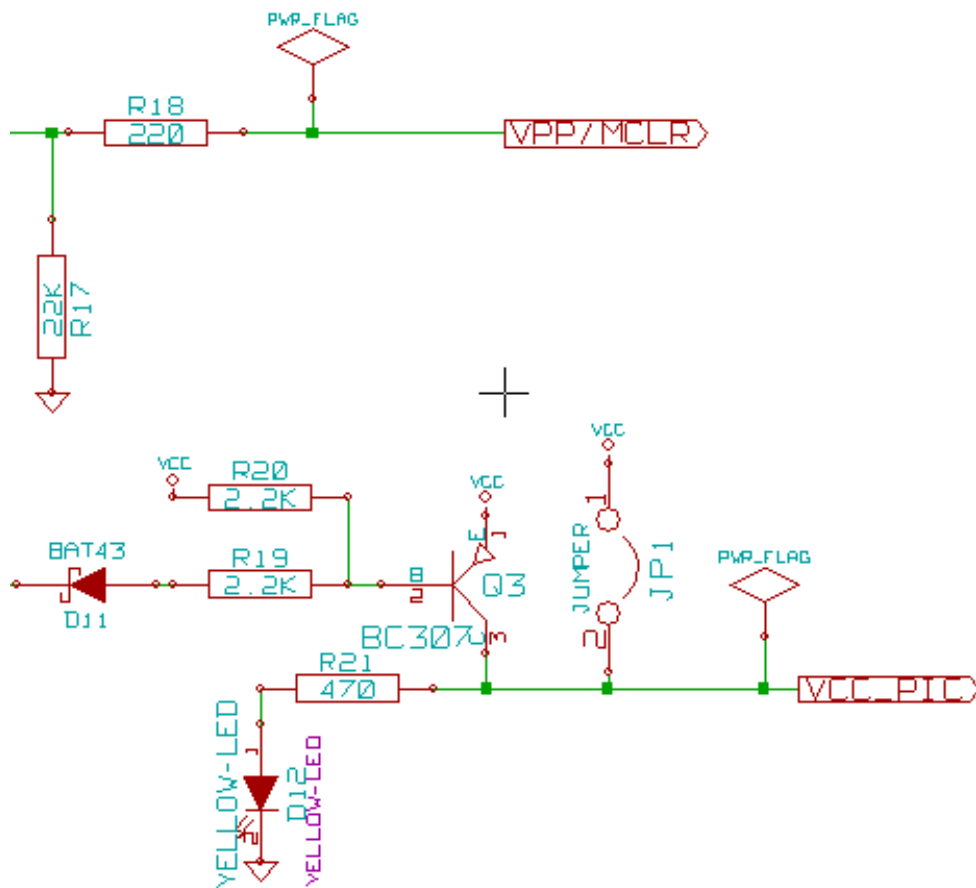 PWR_FLAG
R18
220
VPP/MCLR
22K
R17
VCC
R20
2.2K
VCC
VCC
BAT43
D11
R19
2.2K
B
2
E
1
Q3
BC307
C
3
JUMPER
1
2
JP1
PWR_FLAG
R21
470
VCC_PIC
YELLOW-LED
1
2
D12
YELLOW-LED